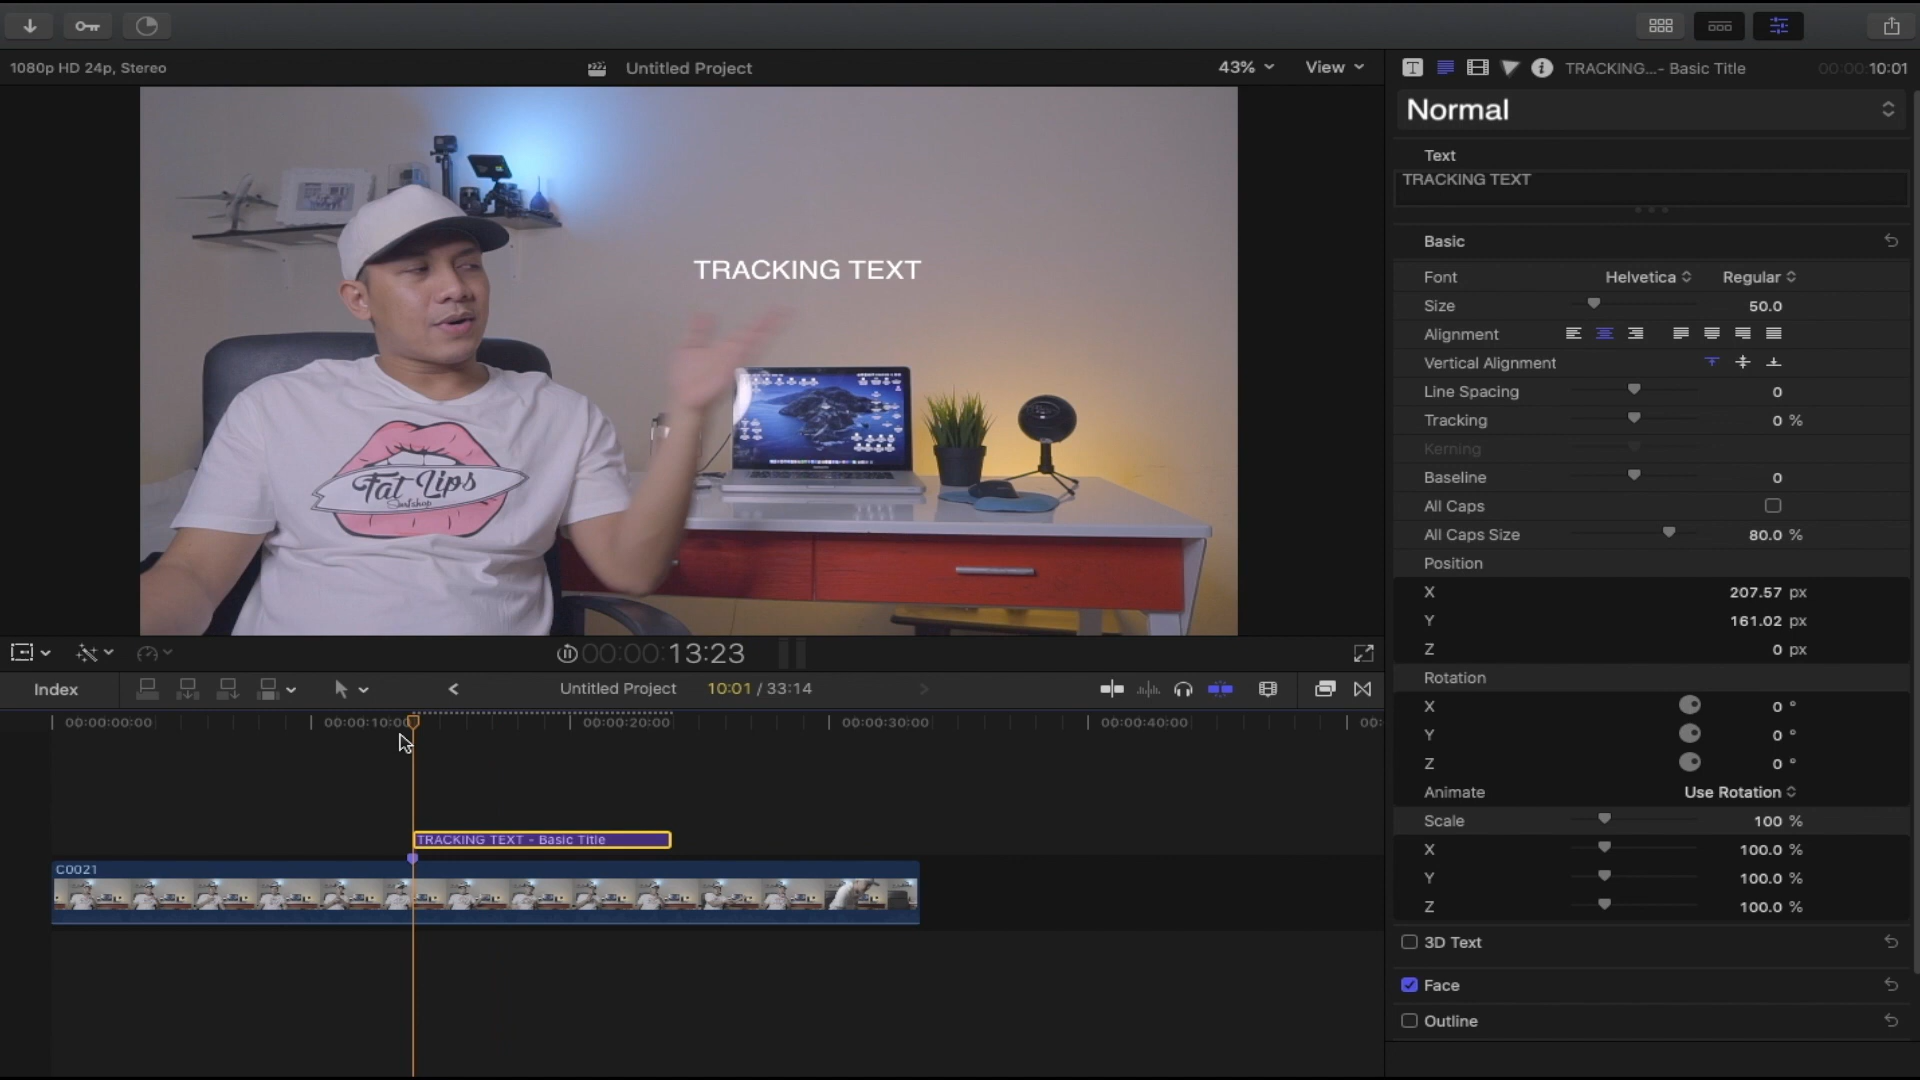 1080p HD 24p, Stereo
Untitled Project
43%
View
TRACKING...- Basic Title
00:00:10:01
Normal
Text
TRACKING TEXT
Basic
Font Helvetica Regular
Size 50.0
Alignment
Vertical Alignment
Line Spacing 0
Tracking 0 %
Kerning
Baseline 0
All Caps
All Caps Size 80.0 %
Position
X 207.57 px
Y 161.02 px
Z 0 px
Rotation
X 0 °
Y 0 °
Z 0 °
Animate Use Rotation
Scale 100 %
X 100.0 %
Y 100.0 %
Z 100.0 %
3D Text
Face
Outline
TRACKING TEXT
Fat Lips
Surfshop
00:00:13:23
Index
Untitled Project
10:01 / 33:14
00:00:00:00
00:00:10:00
00:00:20:00
00:00:30:00
00:00:40:00
00:
TRACKING TEXT - Basic Title
C0021